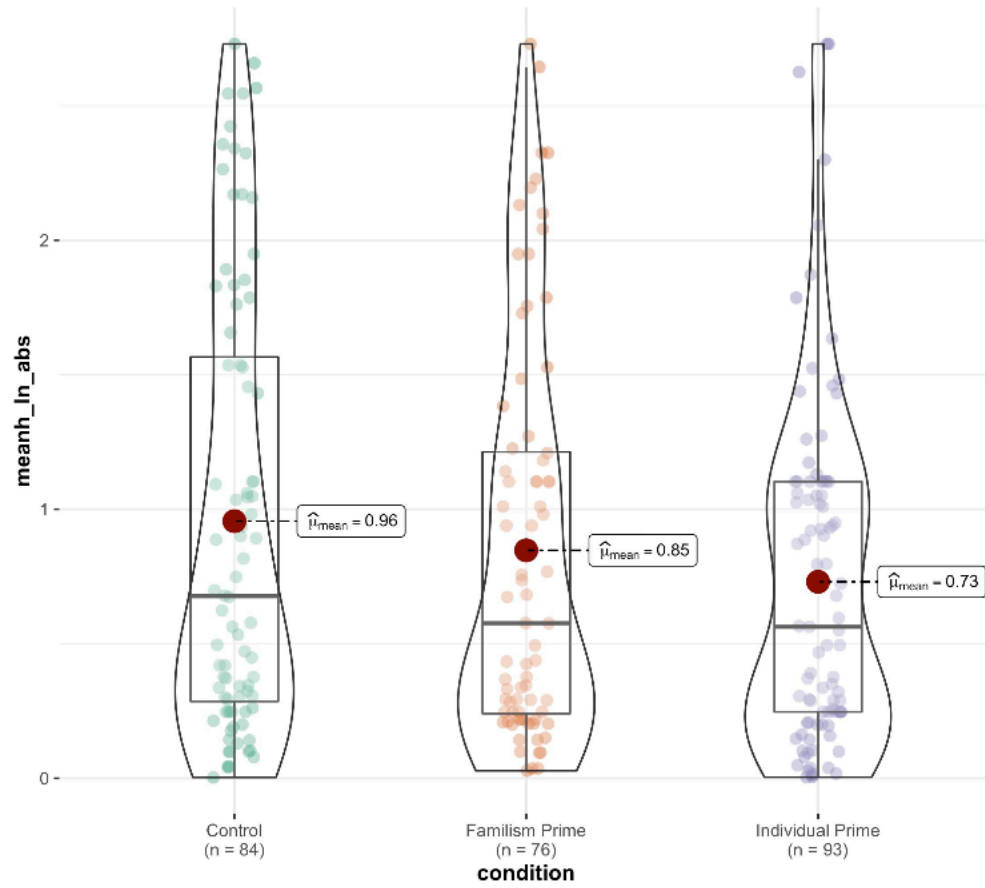 2
1
0
meanh_ln_abs
μ̂mean = 0.96
μ̂mean = 0.85
μ̂mean = 0.73
Control
(n = 84)
Familism Prime
(n = 76)
Individual Prime
(n = 93)
condition